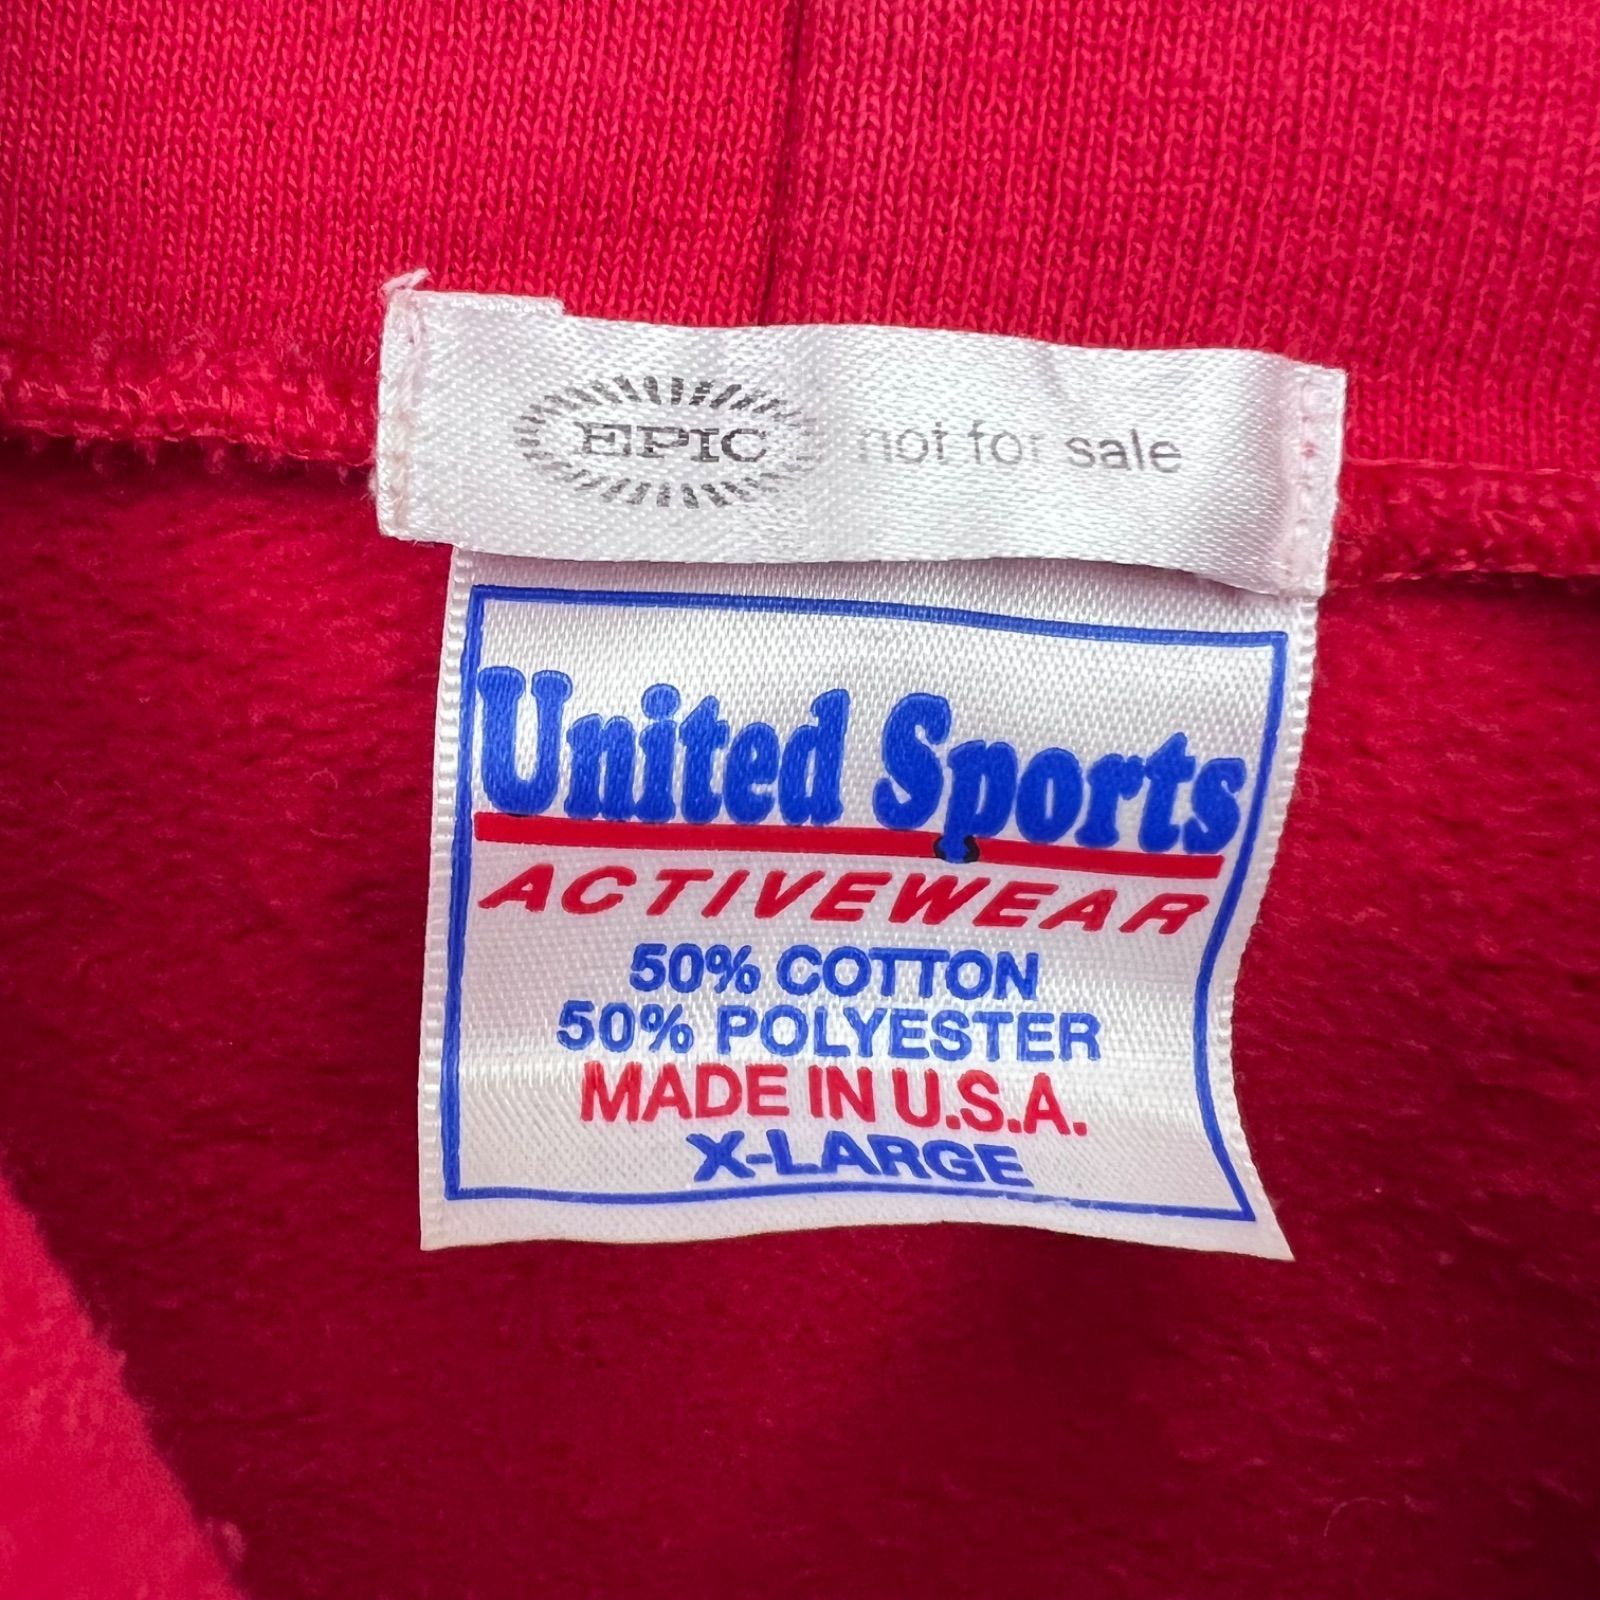 EPIC not for sale
United Sports
ACTIVEWEAR
50% COTTON
50% POLYESTER
MADE IN U.S.A.
X-LARGE